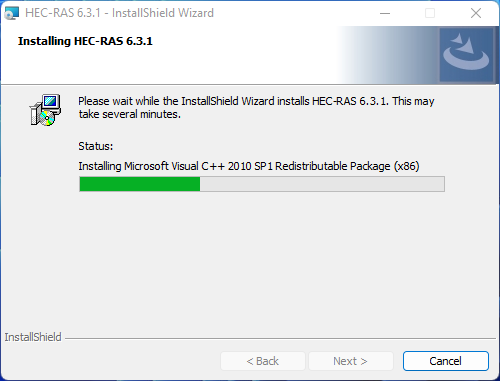 HEC-RAS 6.3.1 - InstallShield Wizard
Installing HEC-RAS 6.3.1
Please wait while the InstallShield Wizard installs HEC-RAS 6.3.1. This may
take several minutes.
Status:
Installing Microsoft Visual C++ 2010 SP1 Redistributable Package (x86)
InstallShield
< Back
Next >
Cancel